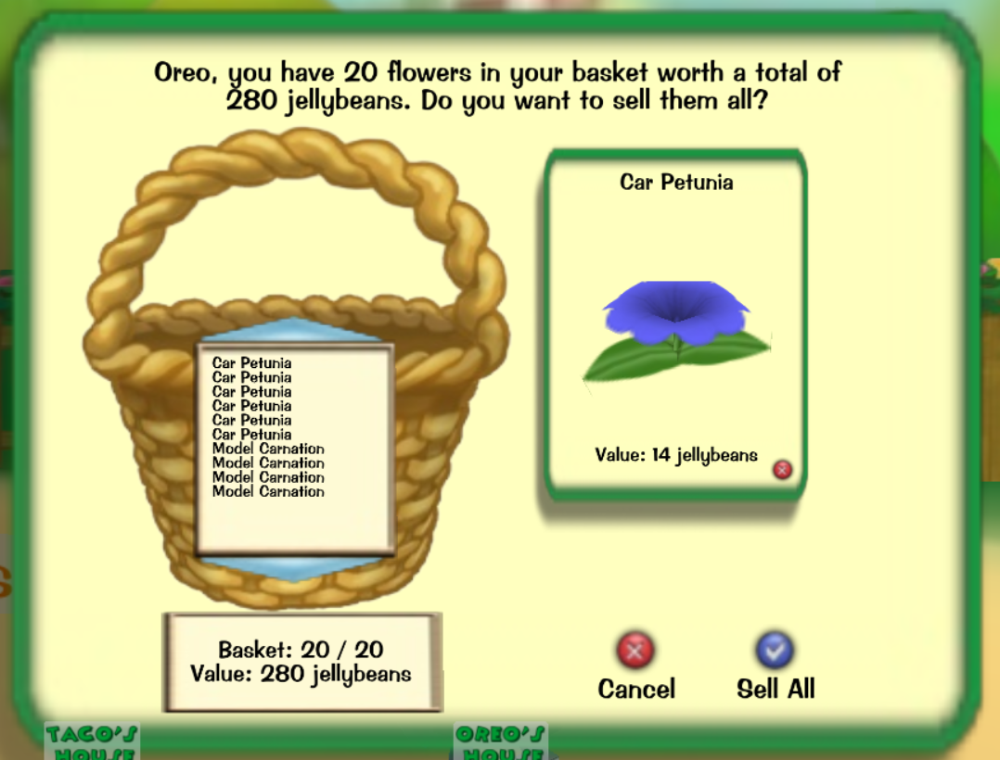 Oreo, you have 20 flowers in your basket worth a total of
280 jellybeans. Do you want to sell them all?
Car Petunia
Value: 14 jellybeans
Car Petunia
Car Petunia
Car Petunia
Car Petunia
Car Petunia
Car Petunia
Model Carnation
Model Carnation
Model Carnation
Model Carnation
Basket: 20 / 20
Value: 280 jellybeans
Cancel
Sell All
TACO'S
HOUSE
OREO'S
HOUSE
S